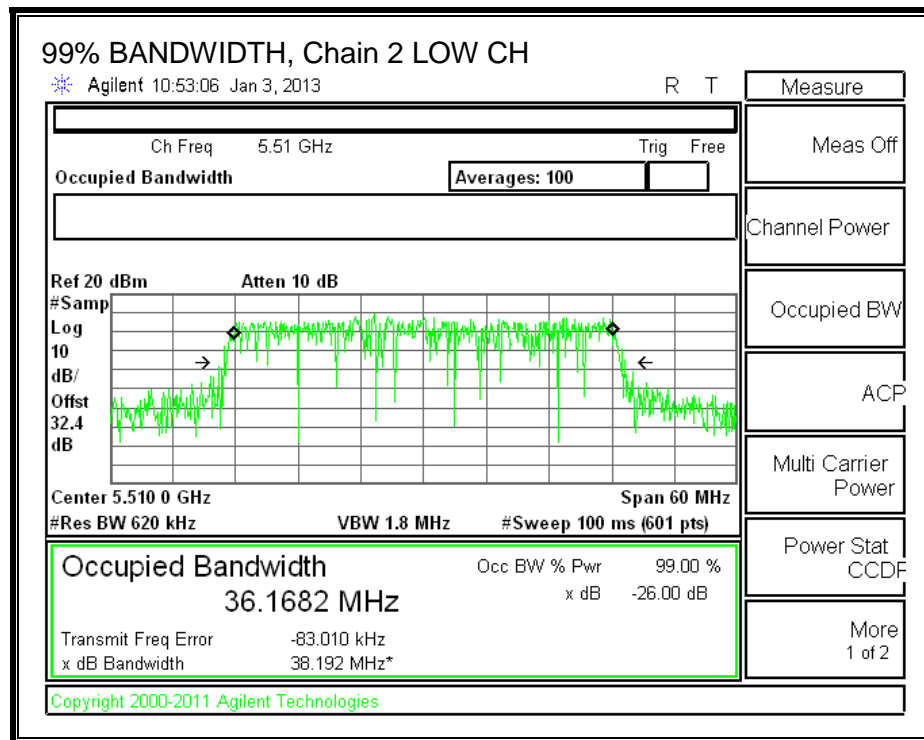 99% BANDWIDTH, Chain 2 LOW CH
Agilent 10:53:06 Jan 3, 2013 R T
Measure
Ch Freq 5.51 GHz Trig Free
Meas Off
Occupied Bandwidth Averages: 100
Channel Power
Ref 20 dBm Atten 10 dB
#Samp
Log
10
dB/
Offst
32.4
dB
Occupied BW
ACP
Multi Carrier
Power
Center 5.510 0 GHz Span 60 MHz
#Res BW 620 kHz VBW 1.8 MHz #Sweep 100 ms (601 pts)
Power Stat
CCDF
Occupied Bandwidth Occ BW % Pwr 99.00 %
36.1682 MHz x dB -26.00 dB
Transmit Freq Error -83.010 kHz
x dB Bandwidth 38.192 MHz*
More
1 of 2
Copyright 2000-2011 Agilent Technologies